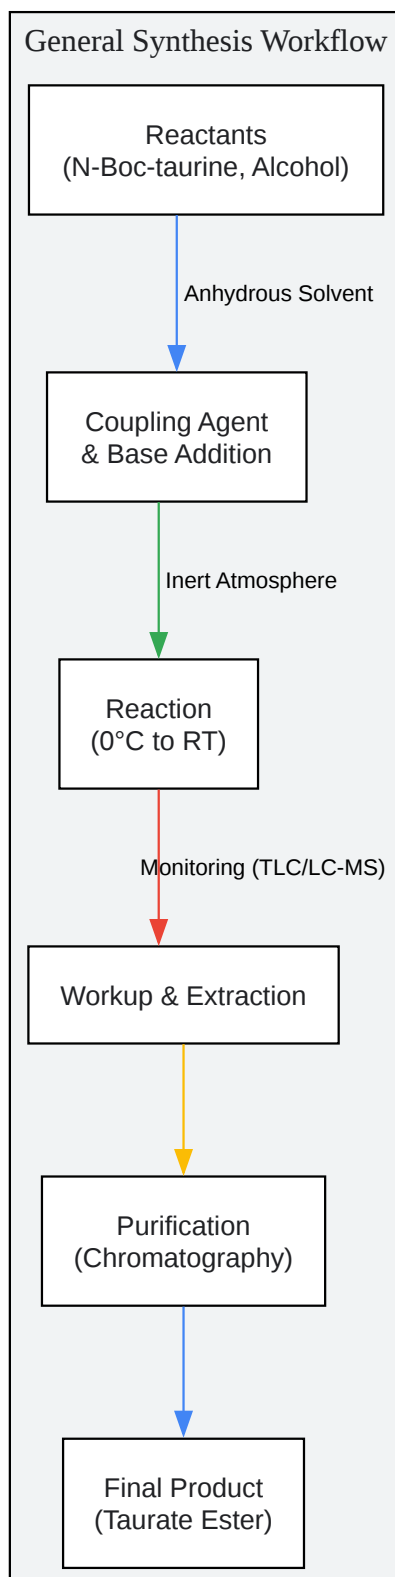 General Synthesis Workflow
Reactants
(N-Boc-taurine, Alcohol)
Anhydrous Solvent
Coupling Agent
& Base Addition
Inert Atmosphere
Reaction
(0°C to RT)
Monitoring (TLC/LC-MS)
Workup & Extraction
Purification
(Chromatography)
Final Product
(Taurate Ester)